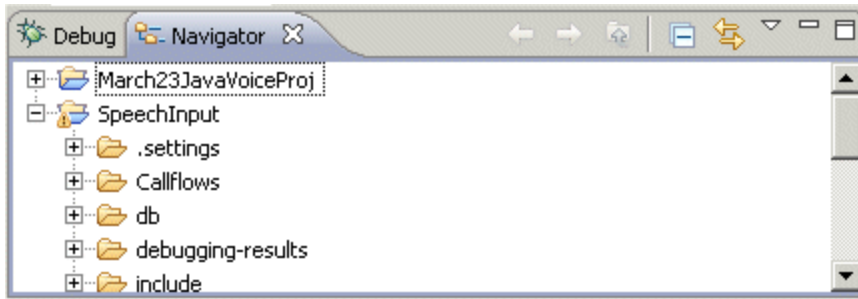 Debug Navigator
March23JavaVoiceProj
SpeechInput
.settings
Callflows
db
debugging-results
include